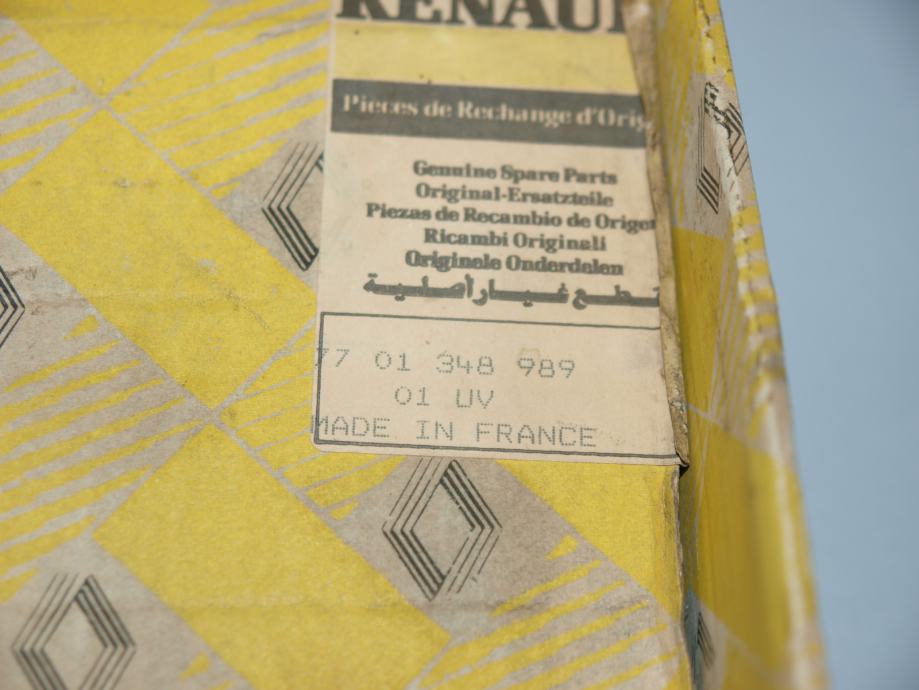 RENAU
Pieces de Rechange d'Orig
Genuine Spare Parts
Original-Ersatzteile
Piezas de Recambio de Origen
Ricambi Originali
Originele Onderdelen
قطع غيار أصلية
77 01 348 989
01 UV
MADE IN FRANCE